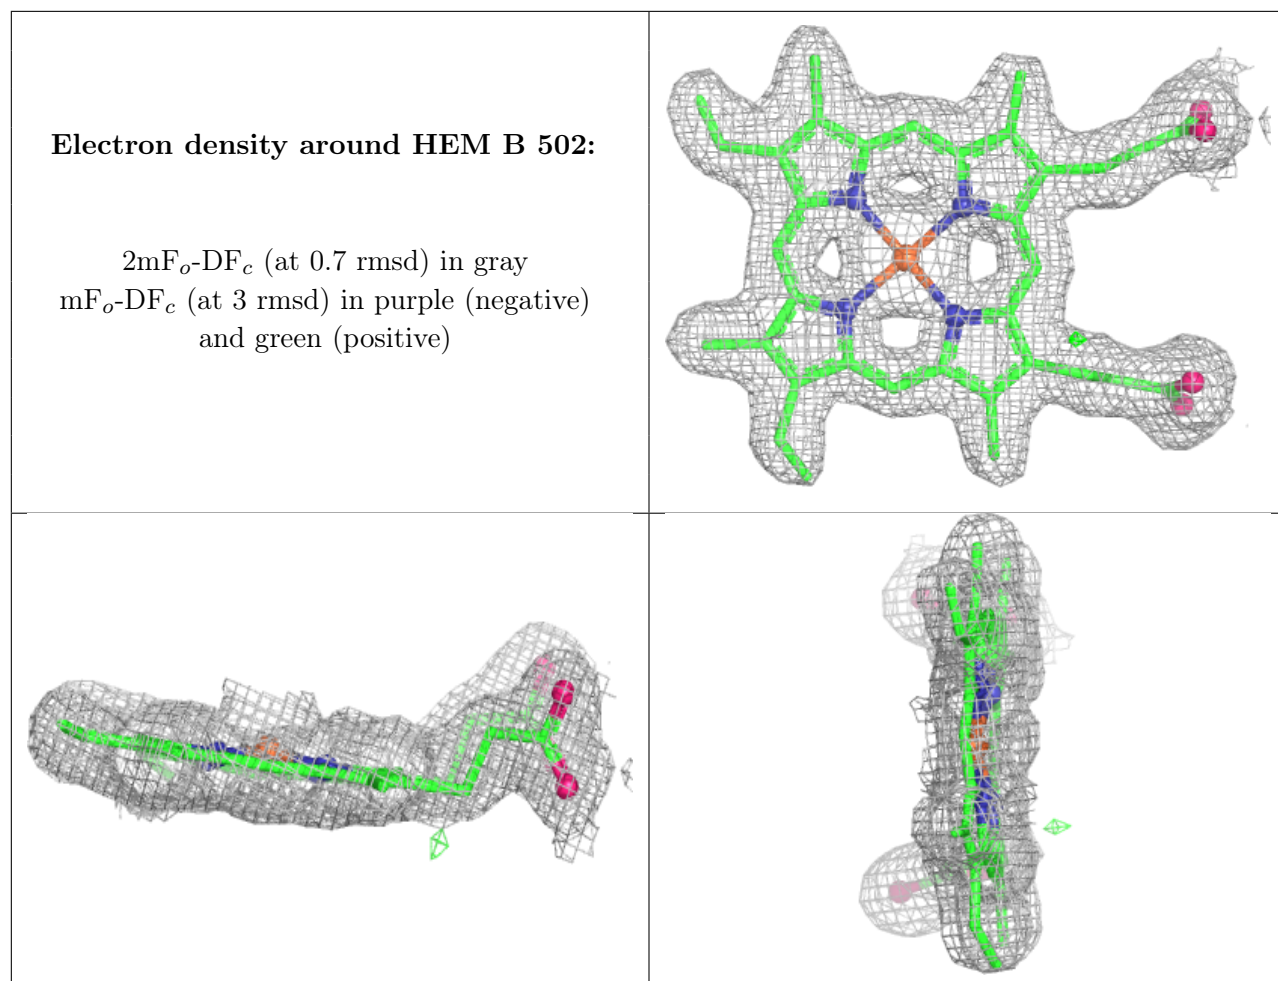 Electron density around HEM B 502:
2mFo-DFc (at 0.7 rmsd) in gray
mFo-DFc (at 3 rmsd) in purple (negative)
and green (positive)